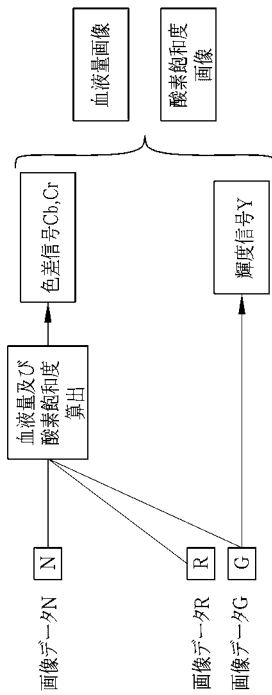 画像データN
N
血液量及び
酸素飽和度
算出
色差信号Cb,Cr
血液量画像
酸素飽和度
画像
画像データR
R
画像データG
G
輝度信号Y